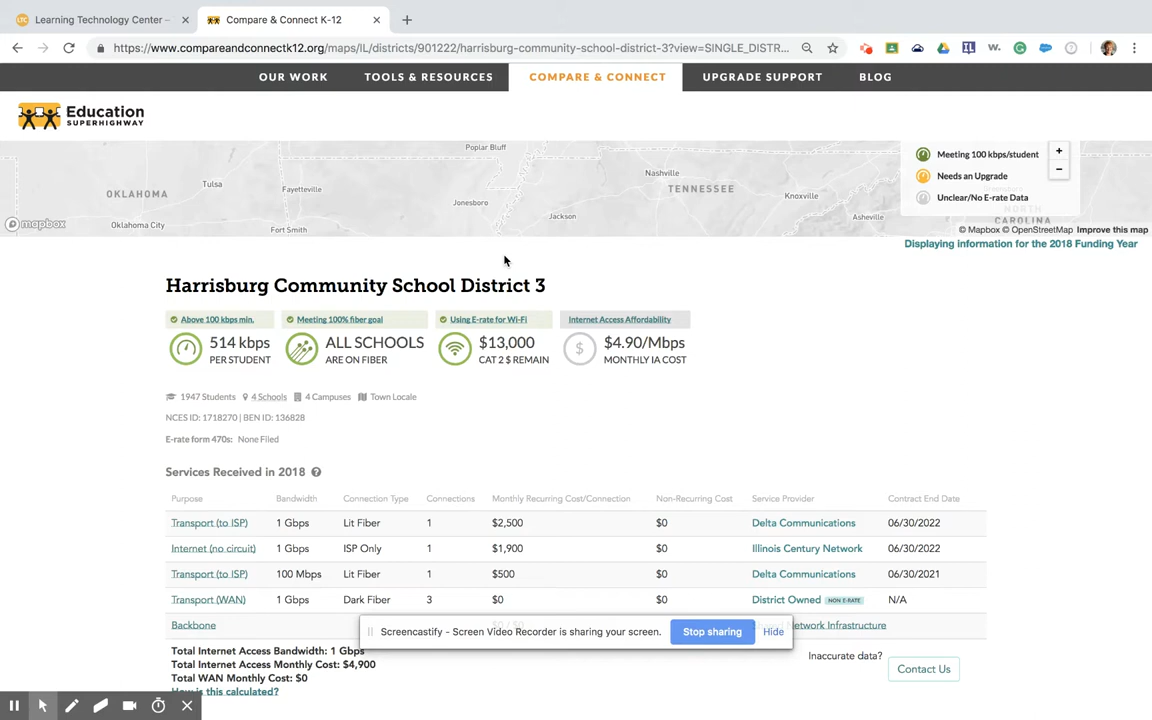 Learning Technology Center –
Compare & Connect K-12
https://www.compareandconnectk12.org/maps/IL/districts/901222/harrisburg-community-school-district-3?view=SINGLE_DISTR...
OUR WORK TOOLS & RESOURCES COMPARE & CONNECT UPGRADE SUPPORT BLOG
Education
SUPERHIGHWAY
Poplar Bluff
OKLAHOMA
Tulsa
Fayetteville
Jonesboro
Oklahoma City
Fort Smith
Jackson
Nashville
TENNESSEE
Knoxville
Asheville
NORTH
CAROLINA
mapbox
Meeting 100 kbps/student
Needs an Upgrade
Unclear/No E-rate Data
+
−
© Mapbox © OpenStreetMap Improve this map
Displaying information for the 2018 Funding Year
Harrisburg Community School District 3
Above 100 kbps min. Meeting 100% fiber goal Using E-rate for Wi-Fi Internet Access Affordability
514 kbps ALL SCHOOLS $13,000 $ $4.90/Mbps
PER STUDENT ARE ON FIBER CAT 2 $ REMAIN MONTHLY IA COST
1947 Students 4 Schools 4 Campuses Town Locale
NCES ID: 1718270 | BEN ID: 136828
E-rate form 470s: None Filed
Services Received in 2018 ?
Purpose Bandwidth Connection Type Connections Monthly Recurring Cost/Connection Non-Recurring Cost Service Provider Contract End Date
Transport (to ISP) 1 Gbps Lit Fiber 1 $2,500 $0 Delta Communications 06/30/2022
Internet (no circuit) 1 Gbps ISP Only 1 $1,900 $0 Illinois Century Network 06/30/2022
Transport (to ISP) 100 Mbps Lit Fiber 1 $500 $0 Delta Communications 06/30/2021
Transport (WAN) 1 Gbps Dark Fiber 3 $0 $0 District Owned NON E-RATE N/A
Backbone Network Infrastructure
Screencastify - Screen Video Recorder is sharing your screen. Stop sharing Hide
Total Internet Access Bandwidth: 1 Gbps
Total Internet Access Monthly Cost: $4,900
Total WAN Monthly Cost: $0
How is this calculated?
Inaccurate data? Contact Us